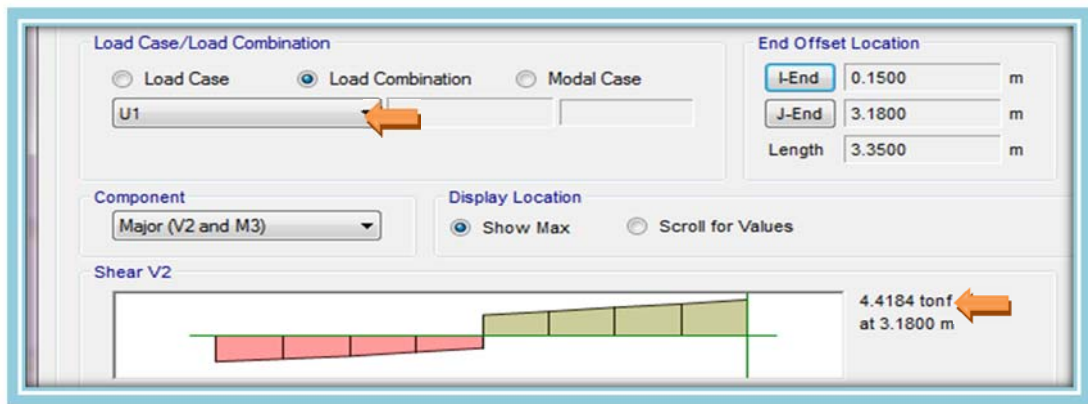 Load Case/Load Combination
Load Case Load Combination Modal Case
U1
End Offset Location
I-End 0.1500 m
J-End 3.1800 m
Length 3.3500 m
Component
Major (V2 and M3)
Display Location
Show Max Scroll for Values
Shear V2
4.4184 tonf
at 3.1800 m